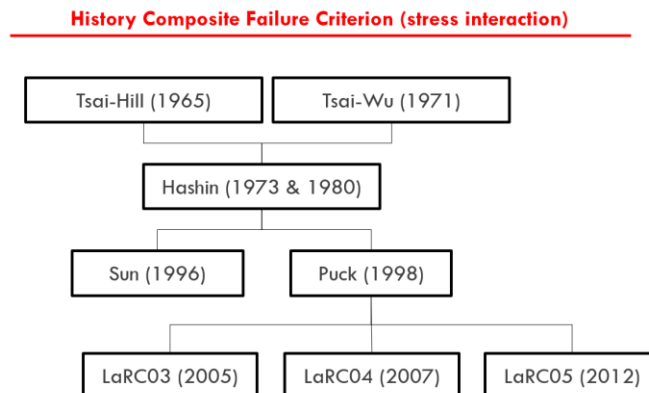 History Composite Failure Criterion (stress interaction)
Tsai-Hill (1965)
Tsai-Wu (1971)
Hashin (1973 & 1980)
Sun (1996)
Puck (1998)
LaRC03 (2005)
LaRC04 (2007)
LaRC05 (2012)